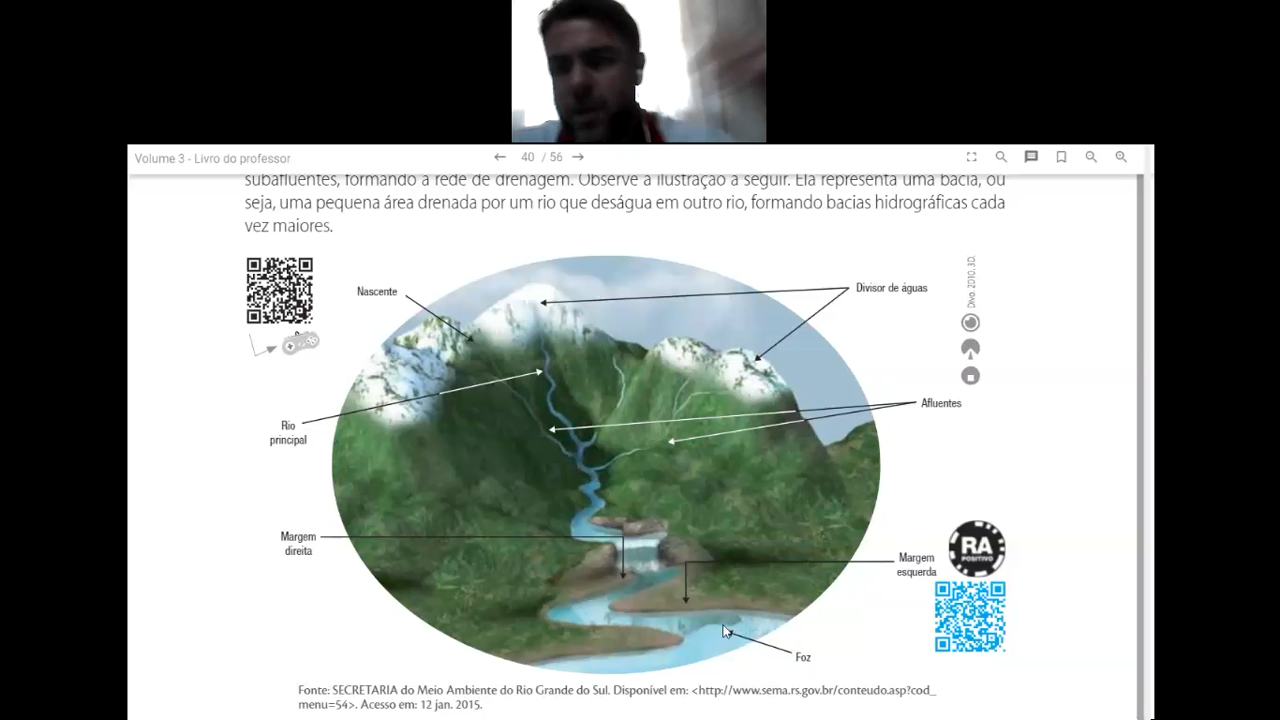 Volume 3 - Livro do professor
40 / 56
subafluentes, formando a rede de drenagem. Observe a ilustração a seguir. Ela representa uma bacia, ou
seja, uma pequena área drenada por um rio que deságua em outro rio, formando bacias hidrográficas cada
vez maiores.
Divo. 2010. 3D.
Nascente
Divisor de águas
Afluentes
Rio
principal
Margem
direita
RA
POSITIVO
Margem
esquerda
Foz
Fonte: SECRETARIA do Meio Ambiente do Rio Grande do Sul. Disponível em: <http://www.sema.rs.gov.br/conteudo.asp?cod_
menu=54>. Acesso em: 12 jan. 2015.